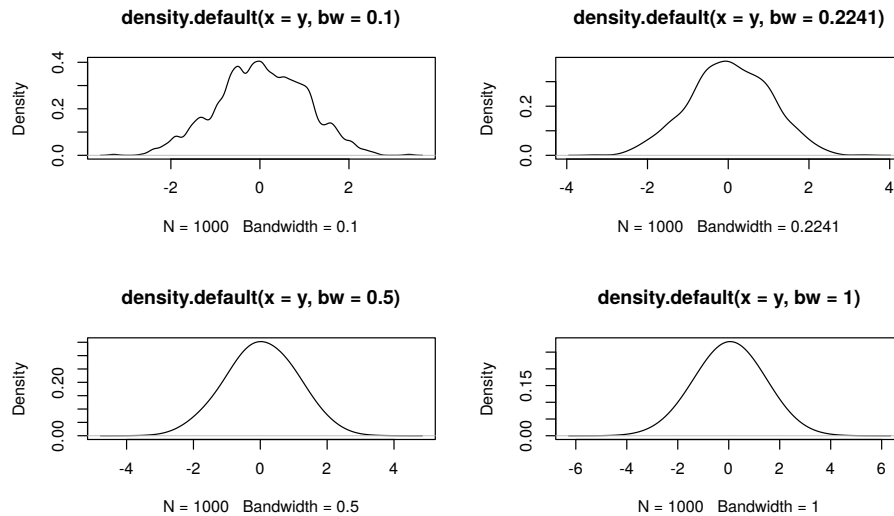 density.default(x = y, bw = 0.1)
Density
0.0 0.2 0.4
-2 0 2
N = 1000 Bandwidth = 0.1
density.default(x = y, bw = 0.2241)
Density
0.0 0.2
-4 -2 0 2 4
N = 1000 Bandwidth = 0.2241
density.default(x = y, bw = 0.5)
Density
0.00 0.20
-4 -2 0 2 4
N = 1000 Bandwidth = 0.5
density.default(x = y, bw = 1)
Density
0.00 0.15
-6 -4 -2 0 2 4 6
N = 1000 Bandwidth = 1